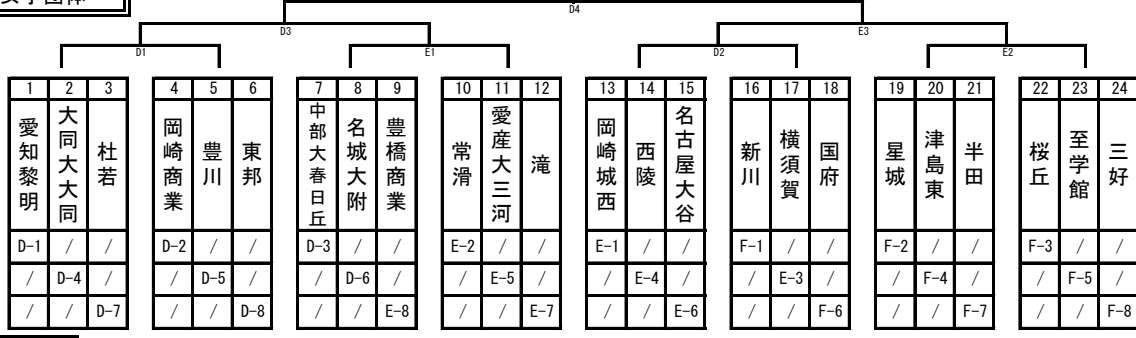 D4
D3 E3
D1 E1 D2 E2
1 2 3 4 5 6 7 8 9 10 11 12 13 14 15 16 17 18 19 20 21 22 23 24
愛知黎明 大同大大同 杜若 岡崎商業 豊川 東邦 中部大春日丘 名城大附 豊橋商業 常滑 愛産大三河 滝 岡崎城西 西陵 名古屋大谷 新川 横須賀 国府 星城 津島東 半田 桜丘 至学館 三好
D-1 / / D-2 / / D-3 / / E-2 / / E-1 / / F-1 / / F-2 / / F-3 / /
/ D-4 / / D-5 / / D-6 / / E-5 / / E-4 / / E-3 / / F-4 / / F-5 /
/ / D-7 / / D-8 / / E-8 / / E-7 / / E-6 / / F-6 / / F-7 / / F-8